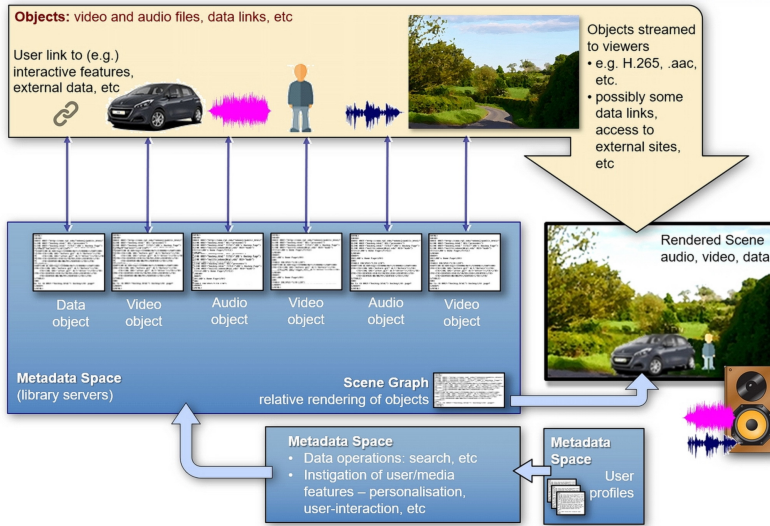 Objects: video and audio files, data links, etc
User link to (e.g.)
interactive features,
external data, etc
Objects streamed
to viewers
• e.g. H.265, .aac,
etc.
• possibly some
data links,
access to
external sites,
etc
Rendered Scene
audio, video, data
Data
object
Video
object
Audio
object
Video
object
Audio
object
Video
object
Metadata Space
(library servers)
Scene Graph
relative rendering of objects
Metadata Space
• Data operations: search, etc
• Instigation of user/media
features – personalisation,
user-interaction, etc
Metadata
Space
User
profiles